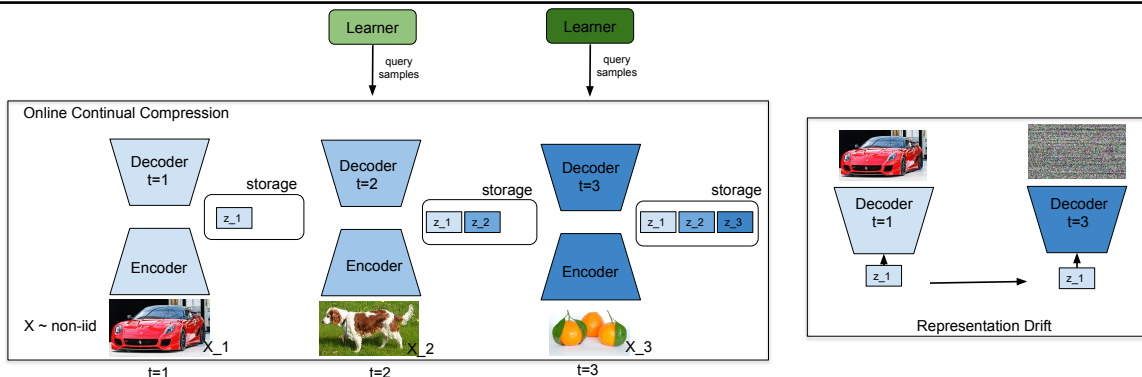 Learner
Learner
query
samples
query
samples
Online Continual Compression
Decoder
t=1
storage
z_1
Encoder
X ~ non-iid
X_1
t=1
Decoder
t=2
storage
z_1 z_2
Encoder
X_2
t=2
Decoder
t=3
storage
z_1 z_2 z_3
Encoder
X_3
t=3
Decoder
t=1
z_1
Decoder
t=3
z_1
Representation Drift